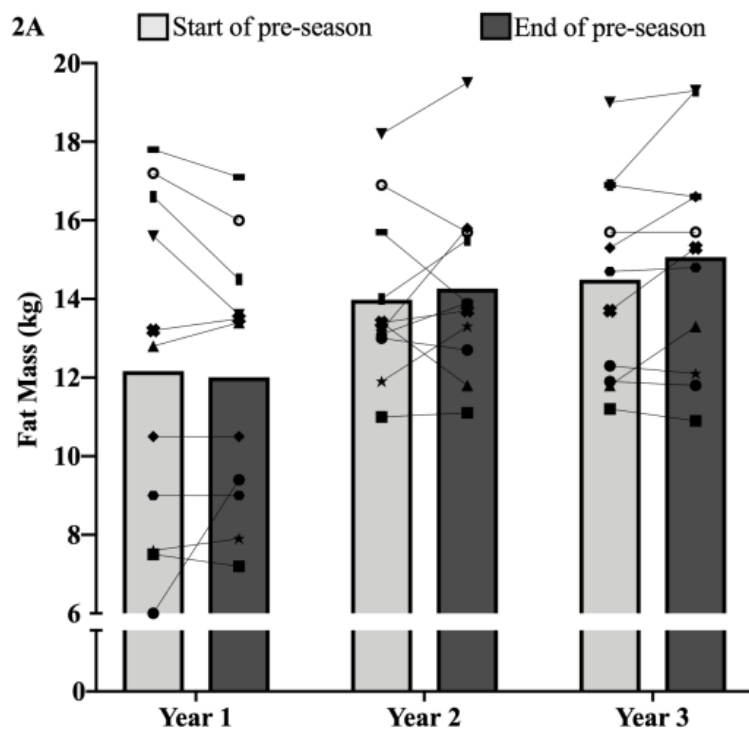 2A
Start of pre-season
End of pre-season
Fat Mass (kg)
20
18
16
14
12
10
8
6
0
Year 1
Year 2
Year 3